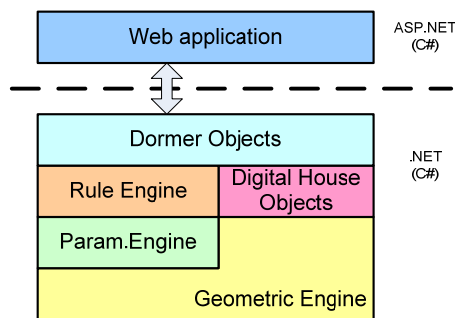 Web application
ASP.NET
(C#)
Dormer Objects
.NET
(C#)
Rule Engine
Digital House
Objects
Param.Engine
Geometric Engine